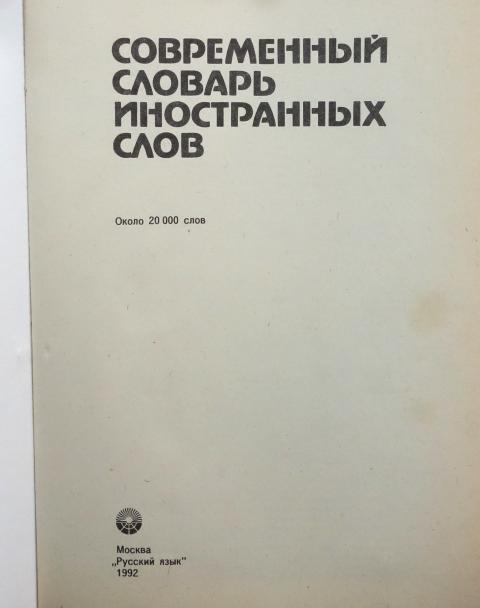 СОВРЕМЕННЫЙ
СЛОВАРЬ
ИНОСТРАННЫХ
СЛОВ
Около 20 000 слов
Москва
„Русский язык"
1992